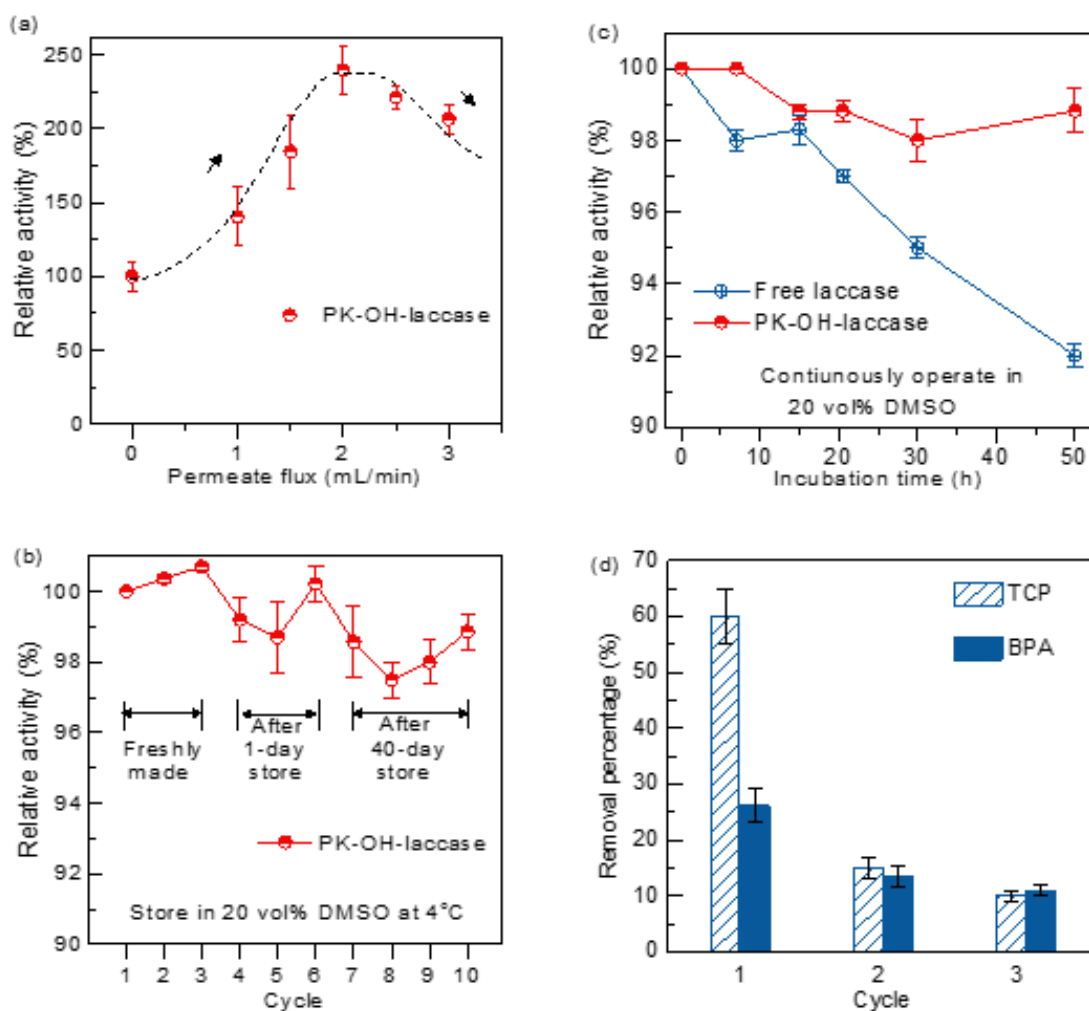 (a)
250
200
150
100
50
0
Relative activity (%)
PK-OH-laccase
0 1 2 3
Permeate flux (mL/min)
(b)
100
98
96
94
92
90
Relative activity (%)
Freshly
made
After
1-day
store
After
40-day
store
PK-OH-laccase
Store in 20 vol% DMSO at 4°C
1 2 3 4 5 6 7 8 9 10
Cycle
(c)
100
98
96
94
92
90
Relative activity (%)
Free laccase
PK-OH-laccase
Contiunously operate in
20 vol% DMSO
0 10 20 30 40 50
Incubation time (h)
(d)
70
60
50
40
30
20
10
0
Removal percentage (%)
TCP
BPA
1 2 3
Cycle